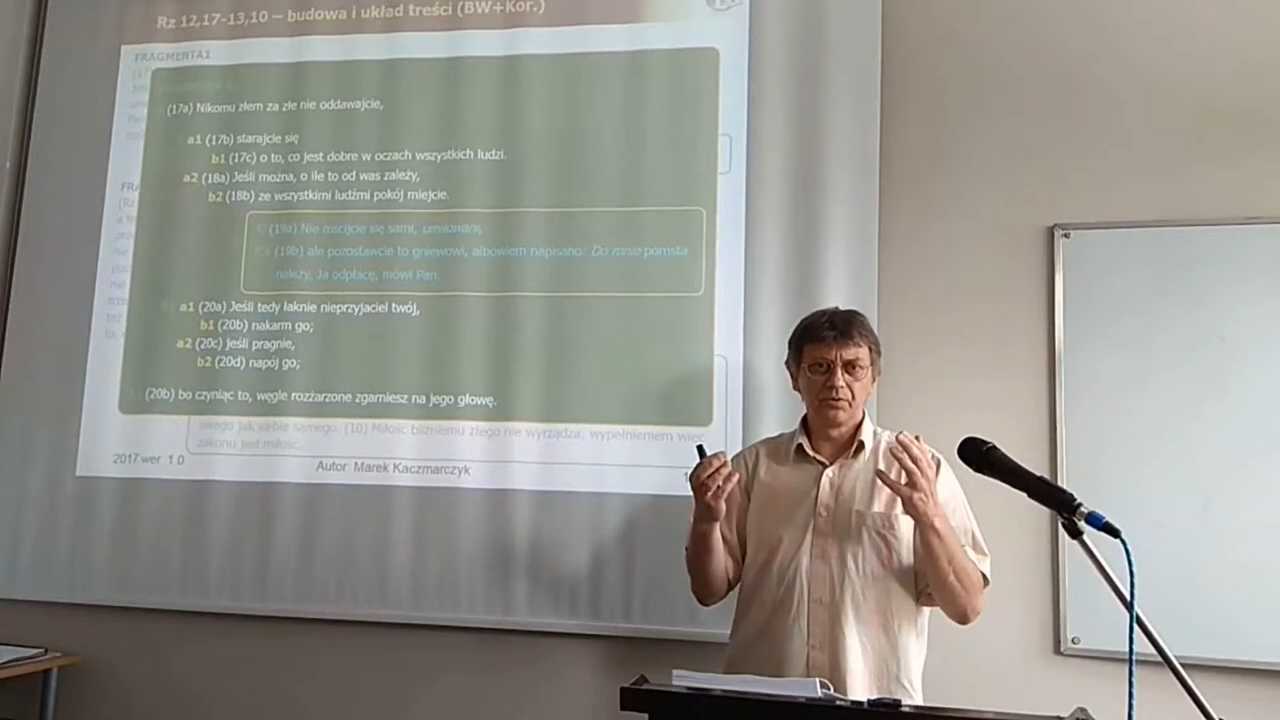 Rz 12,17-13,10 – budowa i układ treści (BW+Kor.)
FRAGMENTA1
(17a) Nikomu złem za złe nie oddawajcie,
a1 (17b) starajcie się
b1 (17c) o to, co jest dobre w oczach wszystkich ludzi.
a2 (18a) Jeśli można, o ile to od was zależy,
b2 (18b) ze wszystkimi ludźmi pokój miejcie.
(19a) Nie mścijcie się sami, umiłowani,
(19b) ale pozostawcie to gniewowi, albowiem napisano: Do mnie pomsta
należy, Ja odpłacę, mówi Pan.
a1 (20a) Jeśli tedy łaknie nieprzyjaciel twój,
b1 (20b) nakarm go;
a2 (20c) jeśli pragnie,
b2 (20d) napój go;
(20b) bo czyniąc to, węgle rozżarzone zgarniesz na jego głowę.
swego jak siebie samego. (10) Miłość bliźniemu złego nie wyrządza; wypełnieniem więc
zakonu jest miłość.
2017 wer 1.0
Autor: Marek Kaczmarczyk